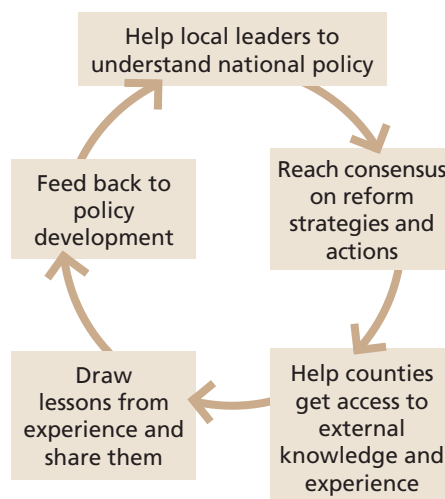 Help local leaders to
understand national policy
Reach consensus
on reform
strategies and
actions
Help counties
get access to
external
knowledge and
experience
Draw
lessons from
experience and
share them
Feed back to
policy
development